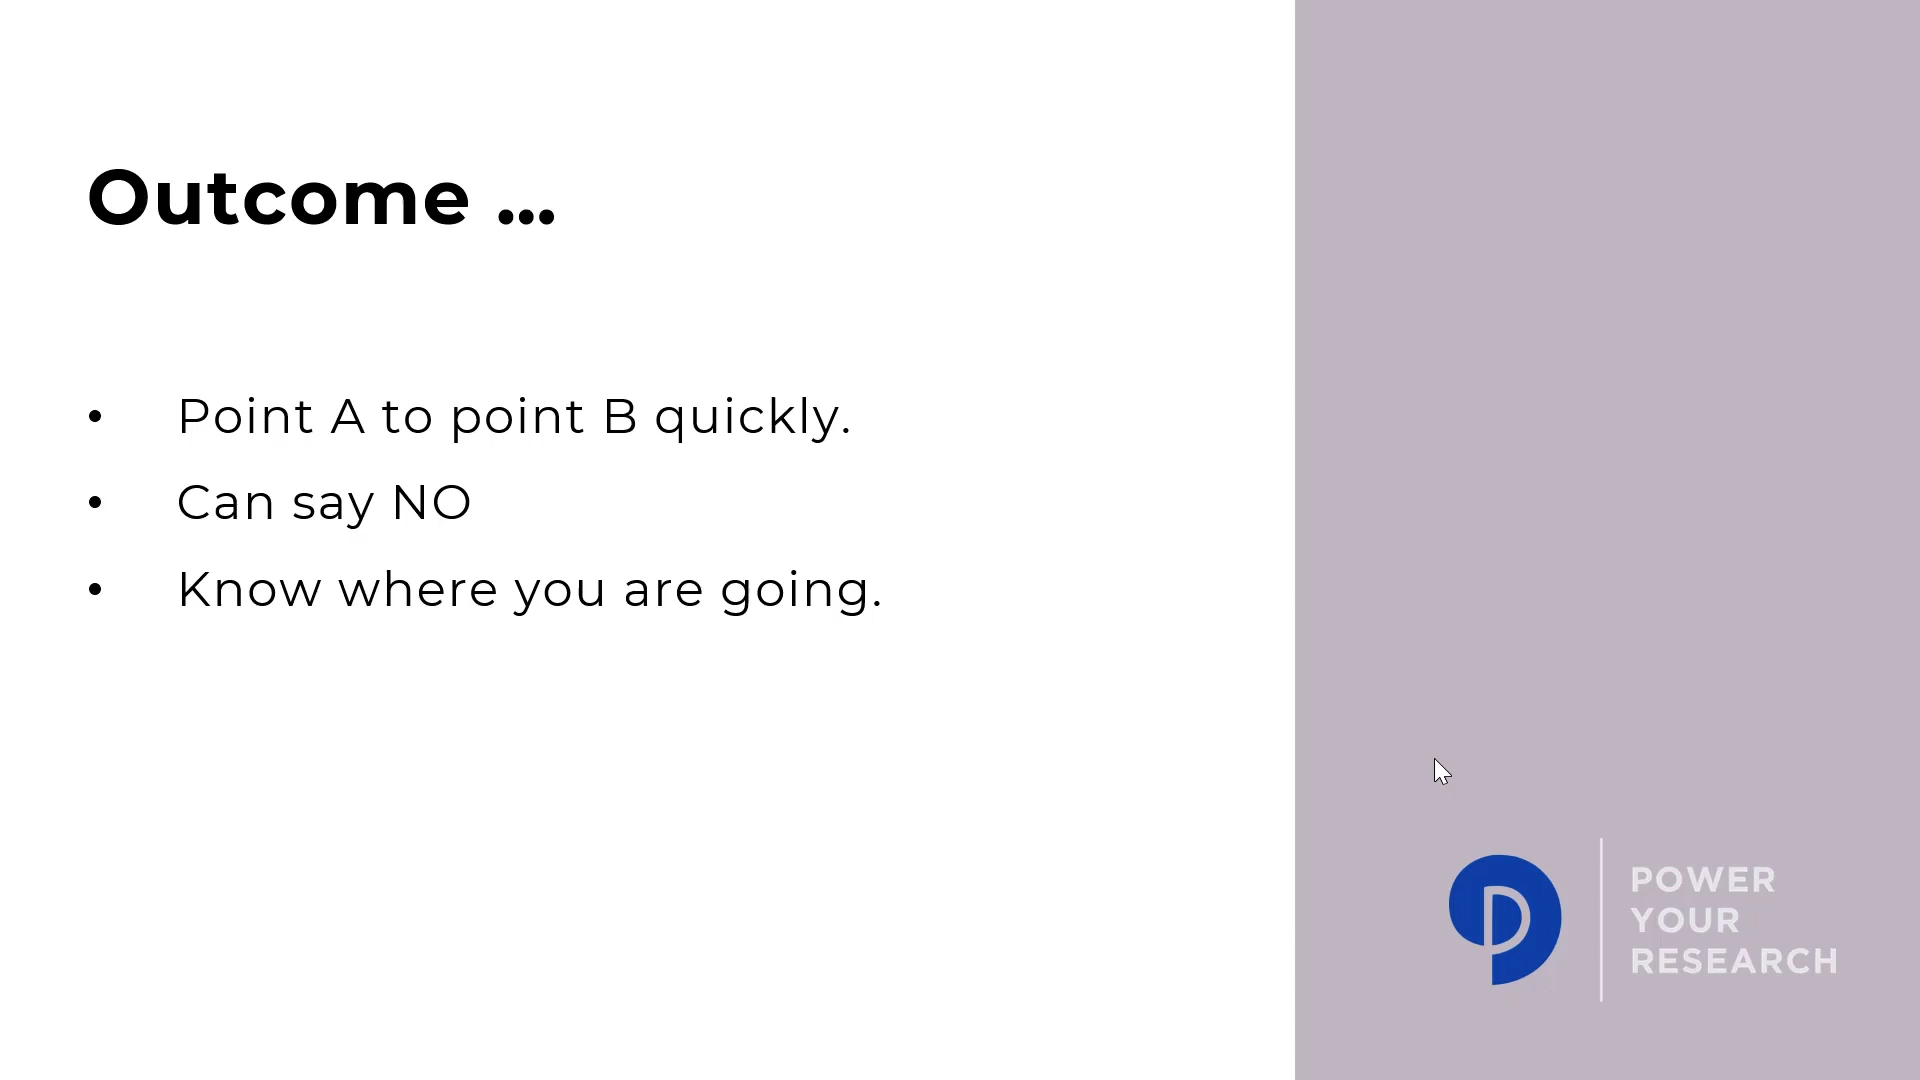 Outcome ...
• Point A to point B quickly.
• Can say NO
• Know where you are going.
POWER
YOUR
RESEARCH